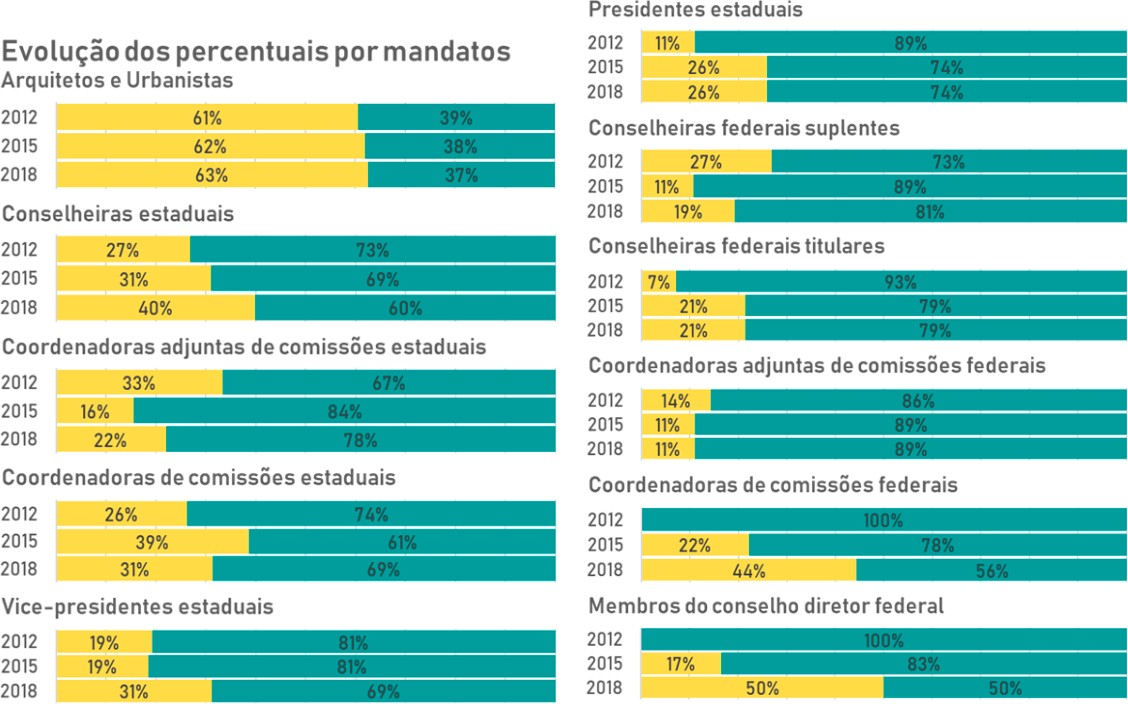 Evolução dos percentuais por mandatos
Arquitetos e Urbanistas
2012 61% 39%
2015 62% 38%
2018 63% 37%
Conselheiras estaduais
2012 27% 73%
2015 31% 69%
2018 40% 60%
Coordenadoras adjuntas de comissões estaduais
2012 33% 67%
2015 16% 84%
2018 22% 78%
Coordenadoras de comissões estaduais
2012 26% 74%
2015 39% 61%
2018 31% 69%
Vice-presidentes estaduais
2012 19% 81%
2015 19% 81%
2018 31% 69%
Presidentes estaduais
2012 11% 89%
2015 26% 74%
2018 26% 74%
Conselheiras federais suplentes
2012 27% 73%
2015 11% 89%
2018 19% 81%
Conselheiras federais titulares
2012 7% 93%
2015 21% 79%
2018 21% 79%
Coordenadoras adjuntas de comissões federais
2012 14% 86%
2015 11% 89%
2018 11% 89%
Coordenadoras de comissões federais
2012 100%
2015 22% 78%
2018 44% 56%
Membros do conselho diretor federal
2012 100%
2015 17% 83%
2018 50% 50%